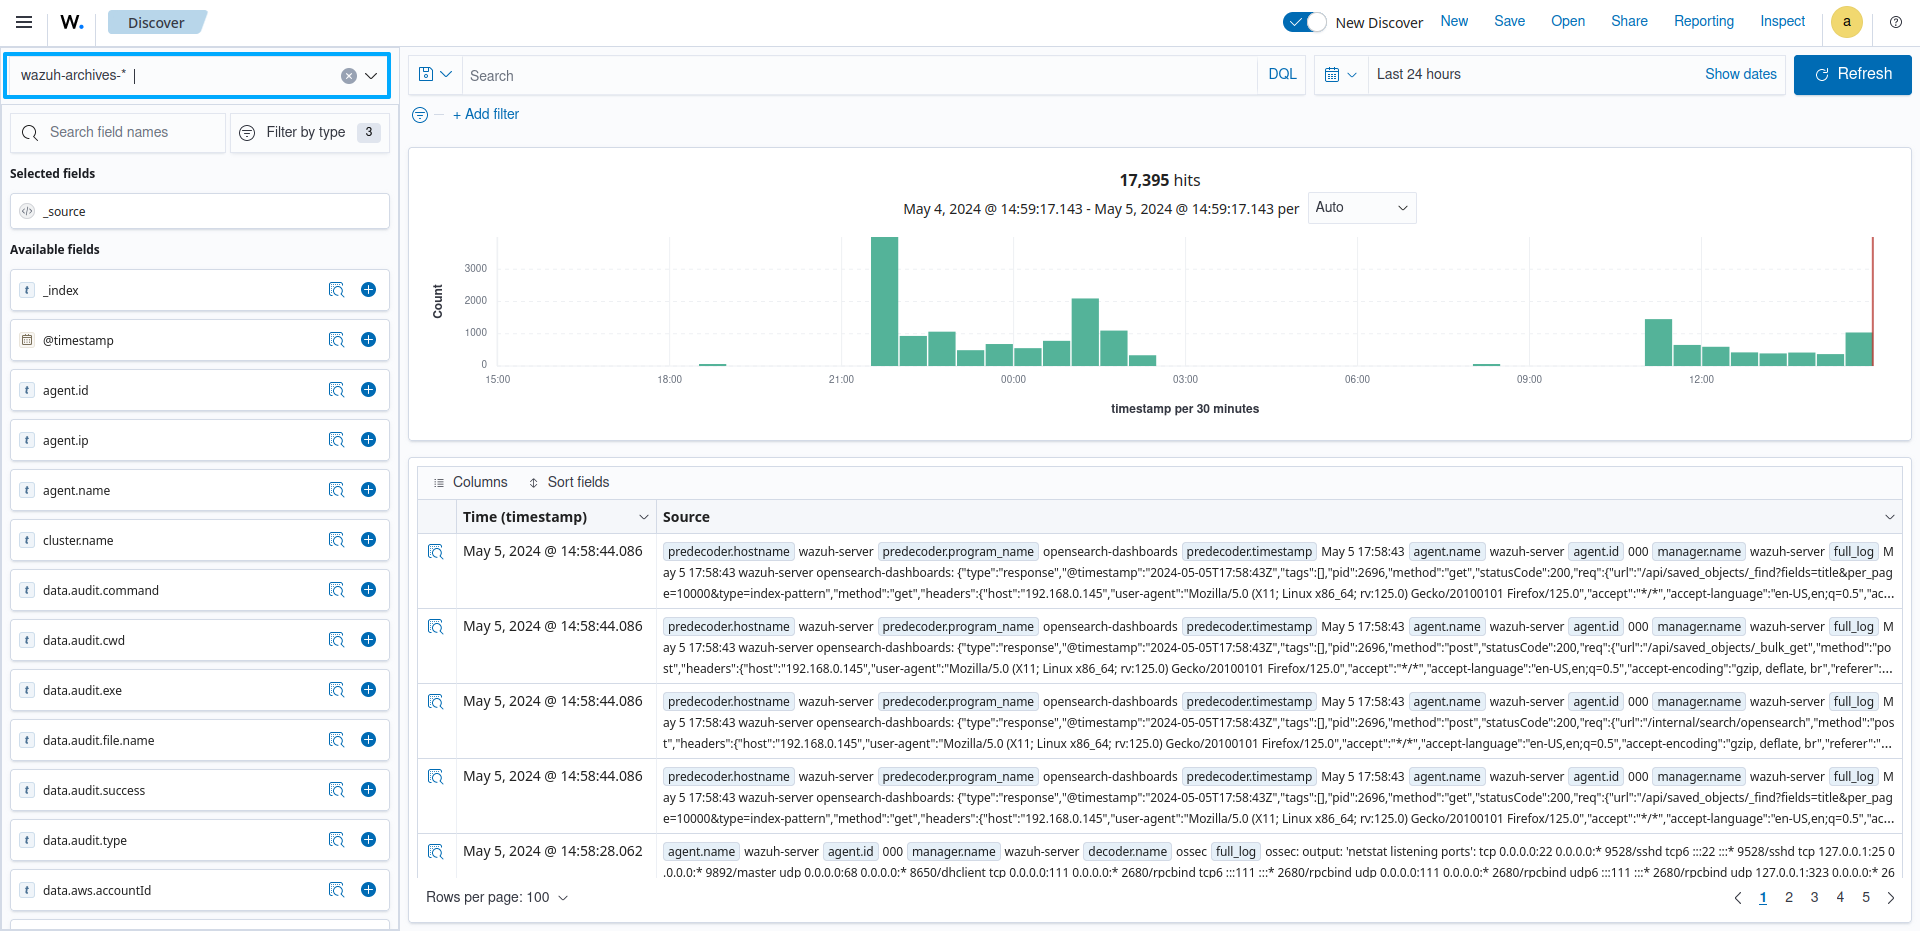 W. Discover New Discover New Save Open Share Reporting Inspect a
wazuh-archives-*
Search DQL Last 24 hours Show dates Refresh
+ Add filter
Search field names Filter by type 3
Selected fields
_source
Available fields
t _index
@timestamp
t agent.id
t agent.ip
t agent.name
t cluster.name
t data.audit.command
t data.audit.cwd
t data.audit.exe
t data.audit.file.name
t data.audit.success
t data.audit.type
t data.aws.accountId
17,395 hits
May 4, 2024 @ 14:59:17.143 - May 5, 2024 @ 14:59:17.143 per Auto
Count
3000
2000
1000
0
15:00 18:00 21:00 00:00 03:00 06:00 09:00 12:00
timestamp per 30 minutes
Columns Sort fields
Time (timestamp) Source
May 5, 2024 @ 14:58:44.086 predecoder.hostname wazuh-server predecoder.program_name opensearch-dashboards predecoder.timestamp May 5 17:58:43 agent.name wazuh-server agent.id 000 manager.name wazuh-server full_log M
ay 5 17:58:43 wazuh-server opensearch-dashboards: {"type":"response","@timestamp":"2024-05-05T17:58:43Z","tags":[],"pid":2696,"method":"get","statusCode":200,"req":{"url":"/api/saved_objects/_find?fields=title&per_pag
e=10000&type=index-pattern","method":"get","headers":{"host":"192.168.0.145","user-agent":"Mozilla/5.0 (X11; Linux x86_64; rv:125.0) Gecko/20100101 Firefox/125.0","accept":"*/*","accept-language":"en-US,en;q=0.5","ac...
May 5, 2024 @ 14:58:44.086 predecoder.hostname wazuh-server predecoder.program_name opensearch-dashboards predecoder.timestamp May 5 17:58:43 agent.name wazuh-server agent.id 000 manager.name wazuh-server full_log M
ay 5 17:58:43 wazuh-server opensearch-dashboards: {"type":"response","@timestamp":"2024-05-05T17:58:43Z","tags":[],"pid":2696,"method":"post","statusCode":200,"req":{"url":"/api/saved_objects/_bulk_get","method":"po
st","headers":{"host":"192.168.0.145","user-agent":"Mozilla/5.0 (X11; Linux x86_64; rv:125.0) Gecko/20100101 Firefox/125.0","accept":"*/*","accept-language":"en-US,en;q=0.5","accept-encoding":"gzip, deflate, br","referer":...
May 5, 2024 @ 14:58:44.086 predecoder.hostname wazuh-server predecoder.program_name opensearch-dashboards predecoder.timestamp May 5 17:58:43 agent.name wazuh-server agent.id 000 manager.name wazuh-server full_log M
ay 5 17:58:43 wazuh-server opensearch-dashboards: {"type":"response","@timestamp":"2024-05-05T17:58:43Z","tags":[],"pid":2696,"method":"post","statusCode":200,"req":{"url":"/internal/search/opensearch","method":"pos
t","headers":{"host":"192.168.0.145","user-agent":"Mozilla/5.0 (X11; Linux x86_64; rv:125.0) Gecko/20100101 Firefox/125.0","accept":"*/*","accept-language":"en-US,en;q=0.5","accept-encoding":"gzip, deflate, br","referer":"...
May 5, 2024 @ 14:58:44.086 predecoder.hostname wazuh-server predecoder.program_name opensearch-dashboards predecoder.timestamp May 5 17:58:43 agent.name wazuh-server agent.id 000 manager.name wazuh-server full_log M
ay 5 17:58:43 wazuh-server opensearch-dashboards: {"type":"response","@timestamp":"2024-05-05T17:58:43Z","tags":[],"pid":2696,"method":"get","statusCode":200,"req":{"url":"/api/saved_objects/_find?fields=title&per_pag
e=10000&type=index-pattern","method":"get","headers":{"host":"192.168.0.145","user-agent":"Mozilla/5.0 (X11; Linux x86_64; rv:125.0) Gecko/20100101 Firefox/125.0","accept":"*/*","accept-language":"en-US,en;q=0.5","ac...
May 5, 2024 @ 14:58:28.062 agent.name wazuh-server agent.id 000 manager.name wazuh-server decoder.name ossec full_log ossec: output: 'netstat listening ports': tcp 0.0.0.0:22 0.0.0.0:* 9528/sshd tcp6 :::22 :::* 9528/sshd tcp 127.0.0.1:25 0
.0.0.0:* 9892/master udp 0.0.0.0:68 0.0.0.0:* 8650/dhclient tcp 0.0.0.0:111 0.0.0.0:* 2680/rpcbind tcp6 :::111 :::* 2680/rpcbind udp 0.0.0.0:111 0.0.0.0:* 2680/rpcbind udp6 :::111 :::* 2680/rpcbind udp 127.0.0.1:323 0.0.0.0:* 26
Rows per page: 100 1 2 3 4 5